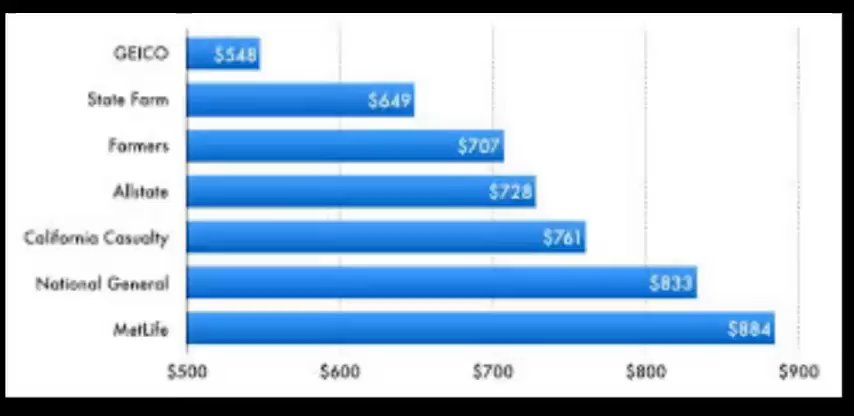 GEICO $548
State Farm $649
Farmers $707
Allstate $728
California Casualty $761
National General $833
MetLife $884
$500 $600 $700 $800 $900